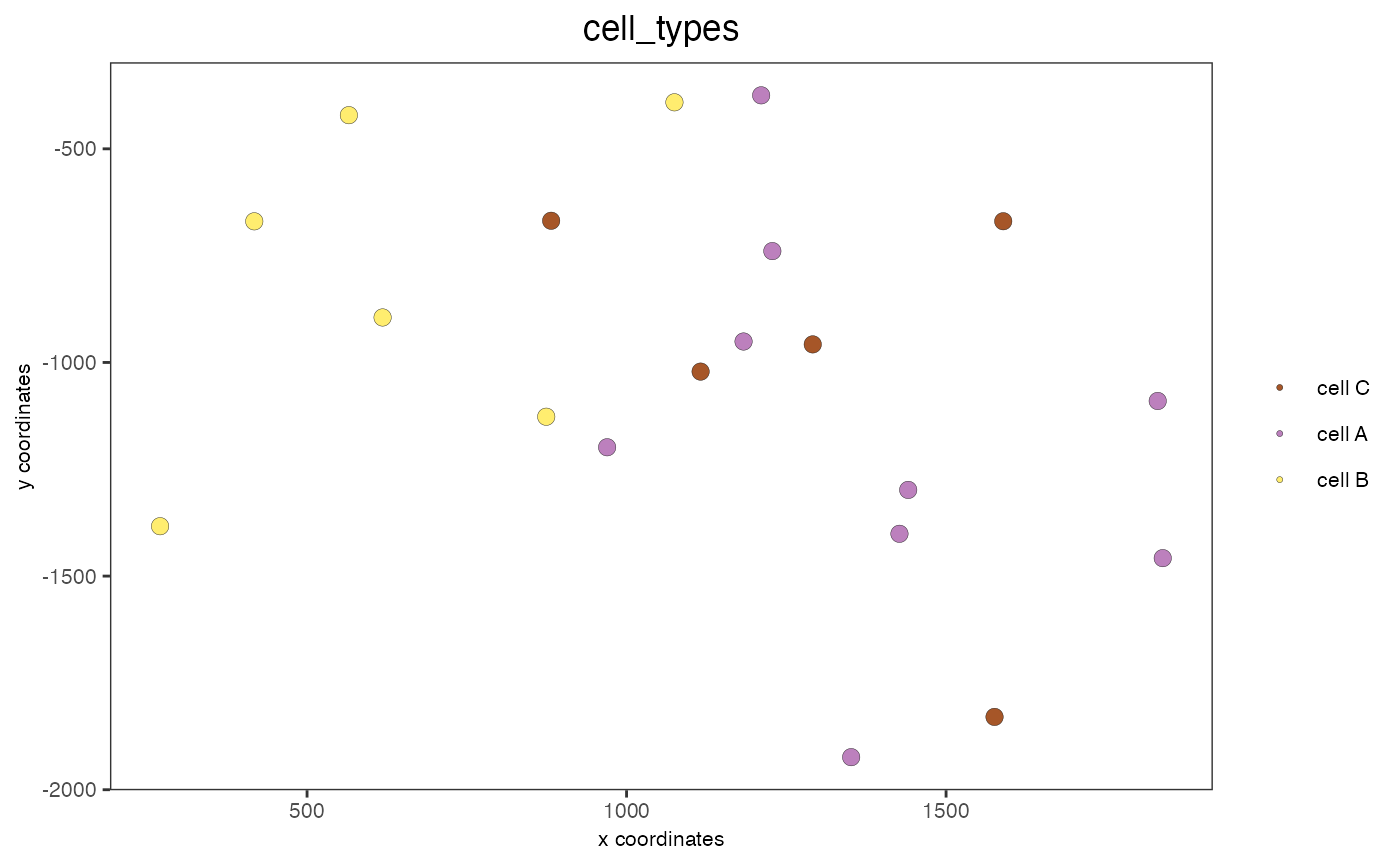 cell_types
-500
-1000
-1500
-2000
y coordinates
500
1000
1500
x coordinates
cell C
cell A
cell B